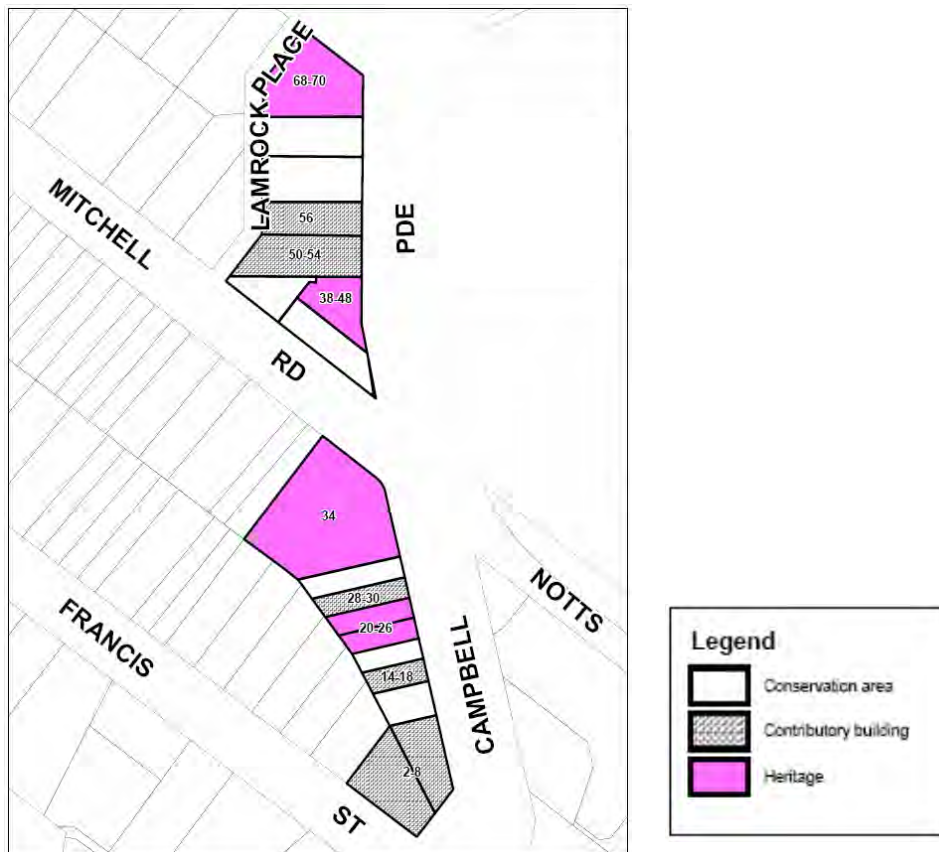 LAMROCK PLACE
68-70
MITCHELL
PDE
56
50-54
38-48
RD
34
28-30
20-26
14-18
2-8
NOTTS
FRANCIS
CAMPBELL
ST
Legend
Conservation area
Contributory building
Heritage